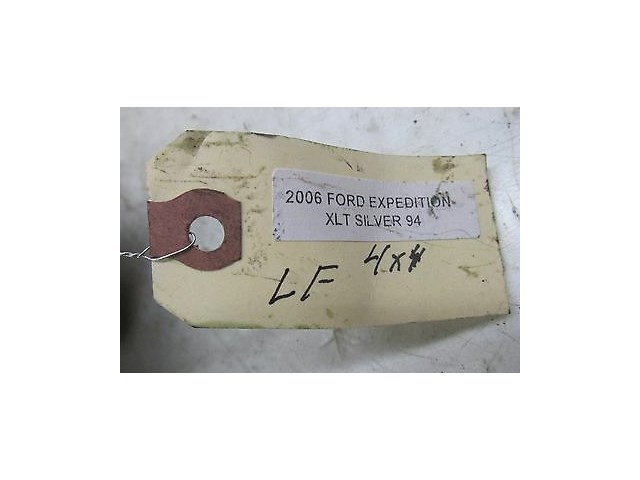 2006 FORD EXPEDITION
XLT SILVER 94
LF 4x4